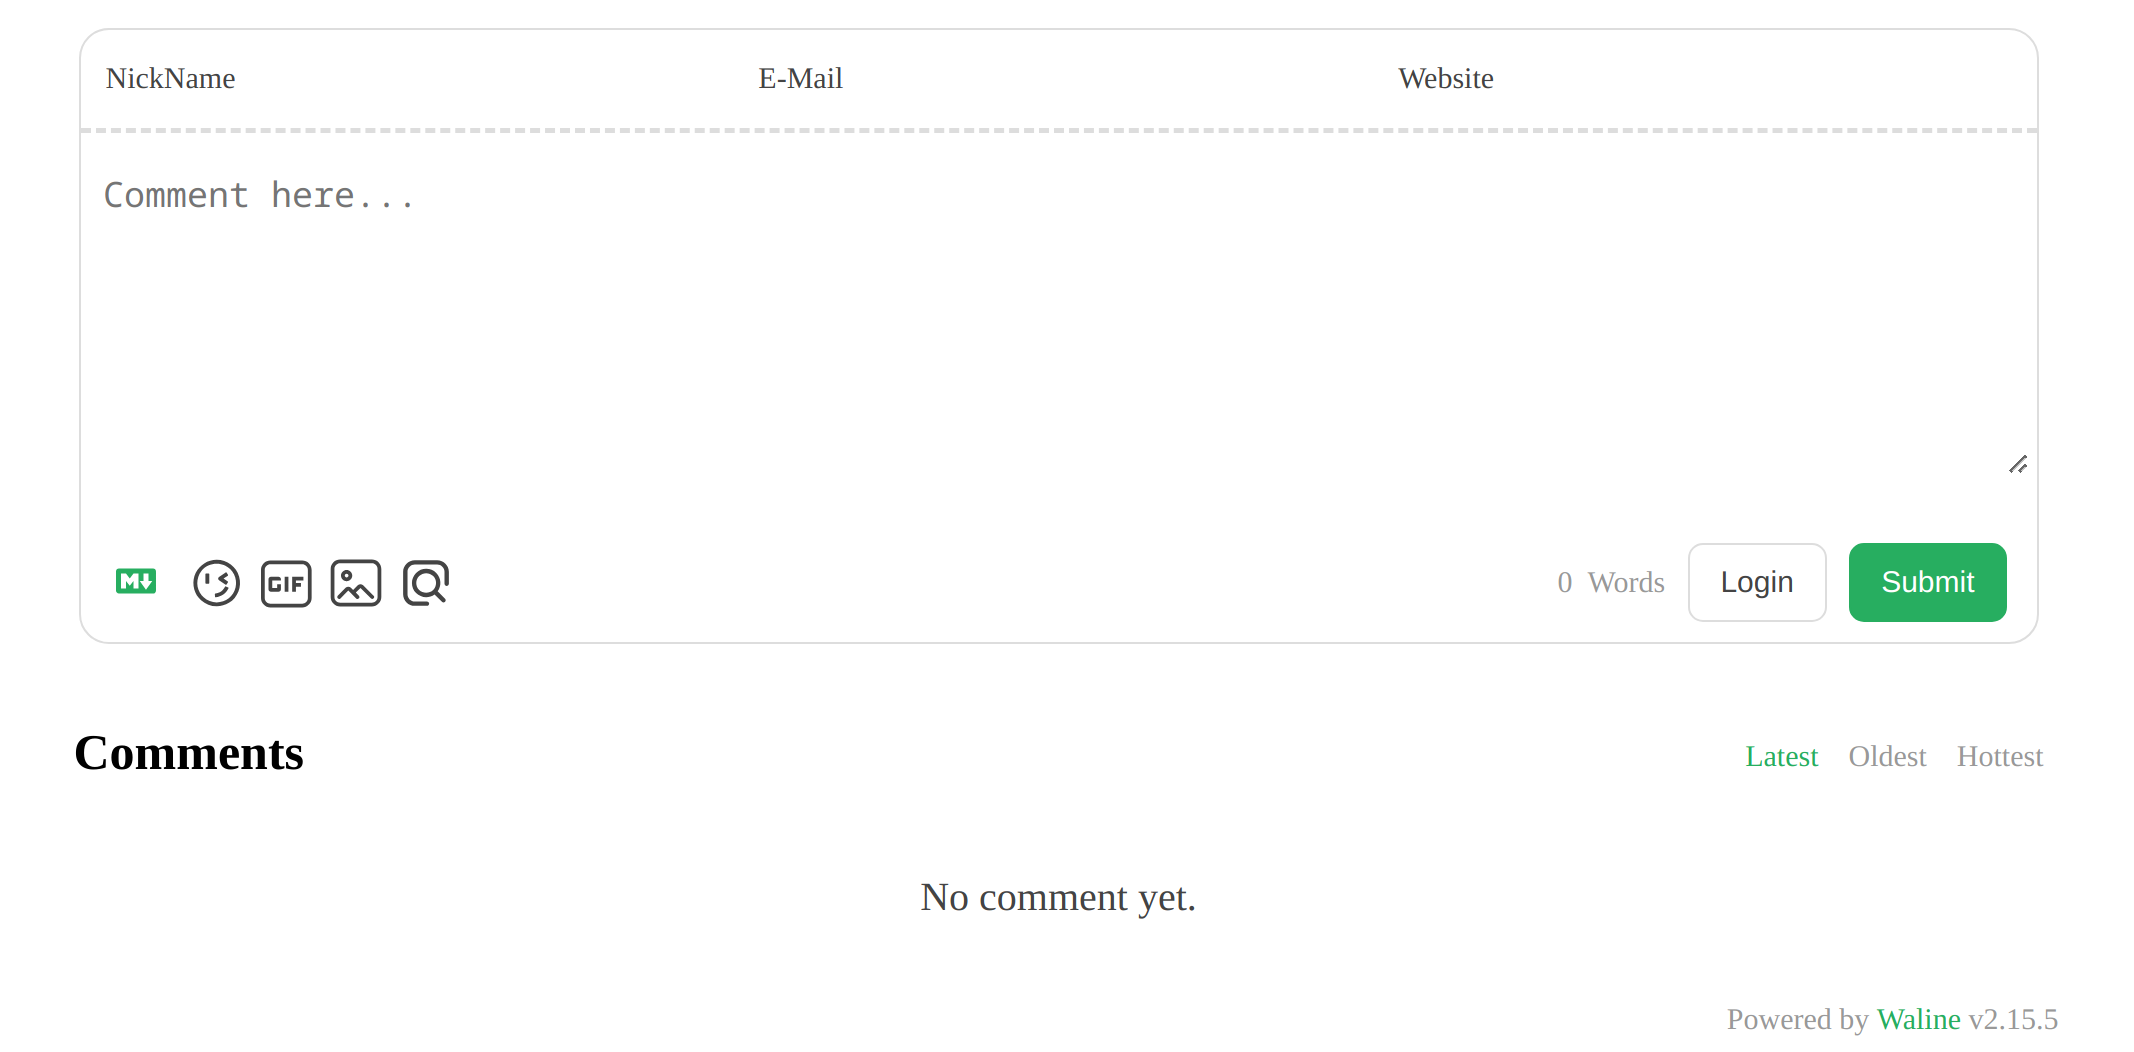 NickName E-Mail Website
Comment here...
M GIF 0 Words Login Submit
Comments Latest Oldest Hottest
No comment yet.
Powered by Waline v2.15.5